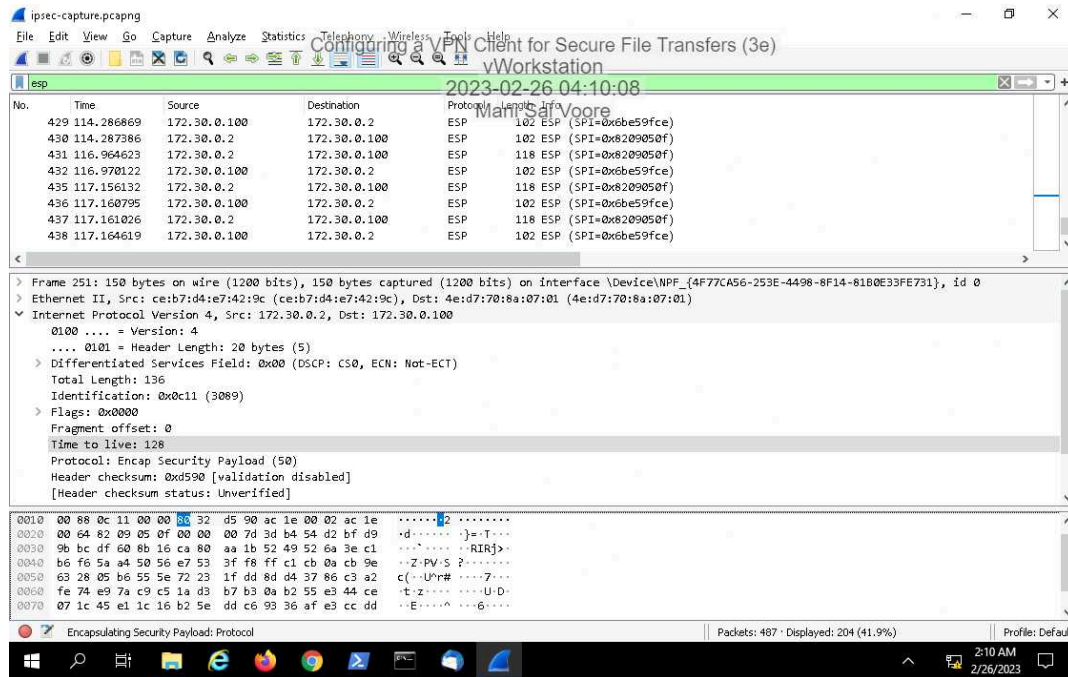 ipsec-capture.pcapng
File Edit View Go Capture Analyze Statistics Telephony Wireless Tools Help
Configuring a VPN Client for Secure File Transfers (3e)
vWorkstation
2023-02-26 04:10:08
Mani Sai Voore
esp
No. Time Source Destination Protocol Length Info
429 114.286869 172.30.0.100 172.30.0.2 ESP 102 ESP (SPI=0x6be59fce)
430 114.287386 172.30.0.2 172.30.0.100 ESP 102 ESP (SPI=0x8209050f)
431 116.964623 172.30.0.2 172.30.0.100 ESP 118 ESP (SPI=0x8209050f)
432 116.970122 172.30.0.100 172.30.0.2 ESP 102 ESP (SPI=0x6be59fce)
435 117.156132 172.30.0.2 172.30.0.100 ESP 118 ESP (SPI=0x8209050f)
436 117.160795 172.30.0.100 172.30.0.2 ESP 102 ESP (SPI=0x6be59fce)
437 117.161026 172.30.0.2 172.30.0.100 ESP 118 ESP (SPI=0x8209050f)
438 117.164619 172.30.0.100 172.30.0.2 ESP 102 ESP (SPI=0x6be59fce)
Frame 251: 150 bytes on wire (1200 bits), 150 bytes captured (1200 bits) on interface \Device\NPF_{4F77CA56-253E-4498-8F14-81B0E33FE731}, id 0
Ethernet II, Src: ce:b7:d4:e7:42:9c (ce:b7:d4:e7:42:9c), Dst: 4e:d7:70:8a:07:01 (4e:d7:70:8a:07:01)
Internet Protocol Version 4, Src: 172.30.0.2, Dst: 172.30.0.100
0100 .... = Version: 4
.... 0101 = Header Length: 20 bytes (5)
Differentiated Services Field: 0x00 (DSCP: CS0, ECN: Not-ECT)
Total Length: 136
Identification: 0x0c11 (3089)
Flags: 0x0000
Fragment offset: 0
Time to live: 128
Protocol: Encap Security Payload (50)
Header checksum: 0xd590 [validation disabled]
[Header checksum status: Unverified]
0010 00 88 0c 11 00 00 80 32 d5 90 ac 1e 00 02 ac 1e ·······2 ········
0020 00 64 82 09 05 0f 00 00 00 7d 3d b4 54 d2 bf d9 ·d······ ·}=·T···
0030 9b bc df 60 8b 16 ca 80 aa 1b 52 49 52 6a 3e c1 ···`···· ··RIRj>·
0040 b6 f6 5a a4 50 56 e7 53 3f f8 ff c1 cb 0a cb 9e ··Z·PV·S ?·······
0050 63 28 05 b6 55 5e 72 23 1f dd 8d d4 37 86 c3 a2 c(··U^r# ····7···
0060 fe 74 e9 7a c9 c5 1a d3 b7 b3 0a b2 55 e3 44 ce ·t·z···· ····U·D·
0070 07 1c 45 e1 1c 16 b2 5e dd c6 93 36 af e3 cc dd ··E····^ ···6····
Encapsulating Security Payload: Protocol
Packets: 487 · Displayed: 204 (41.9%)
Profile: Defau
2:10 AM
2/26/2023